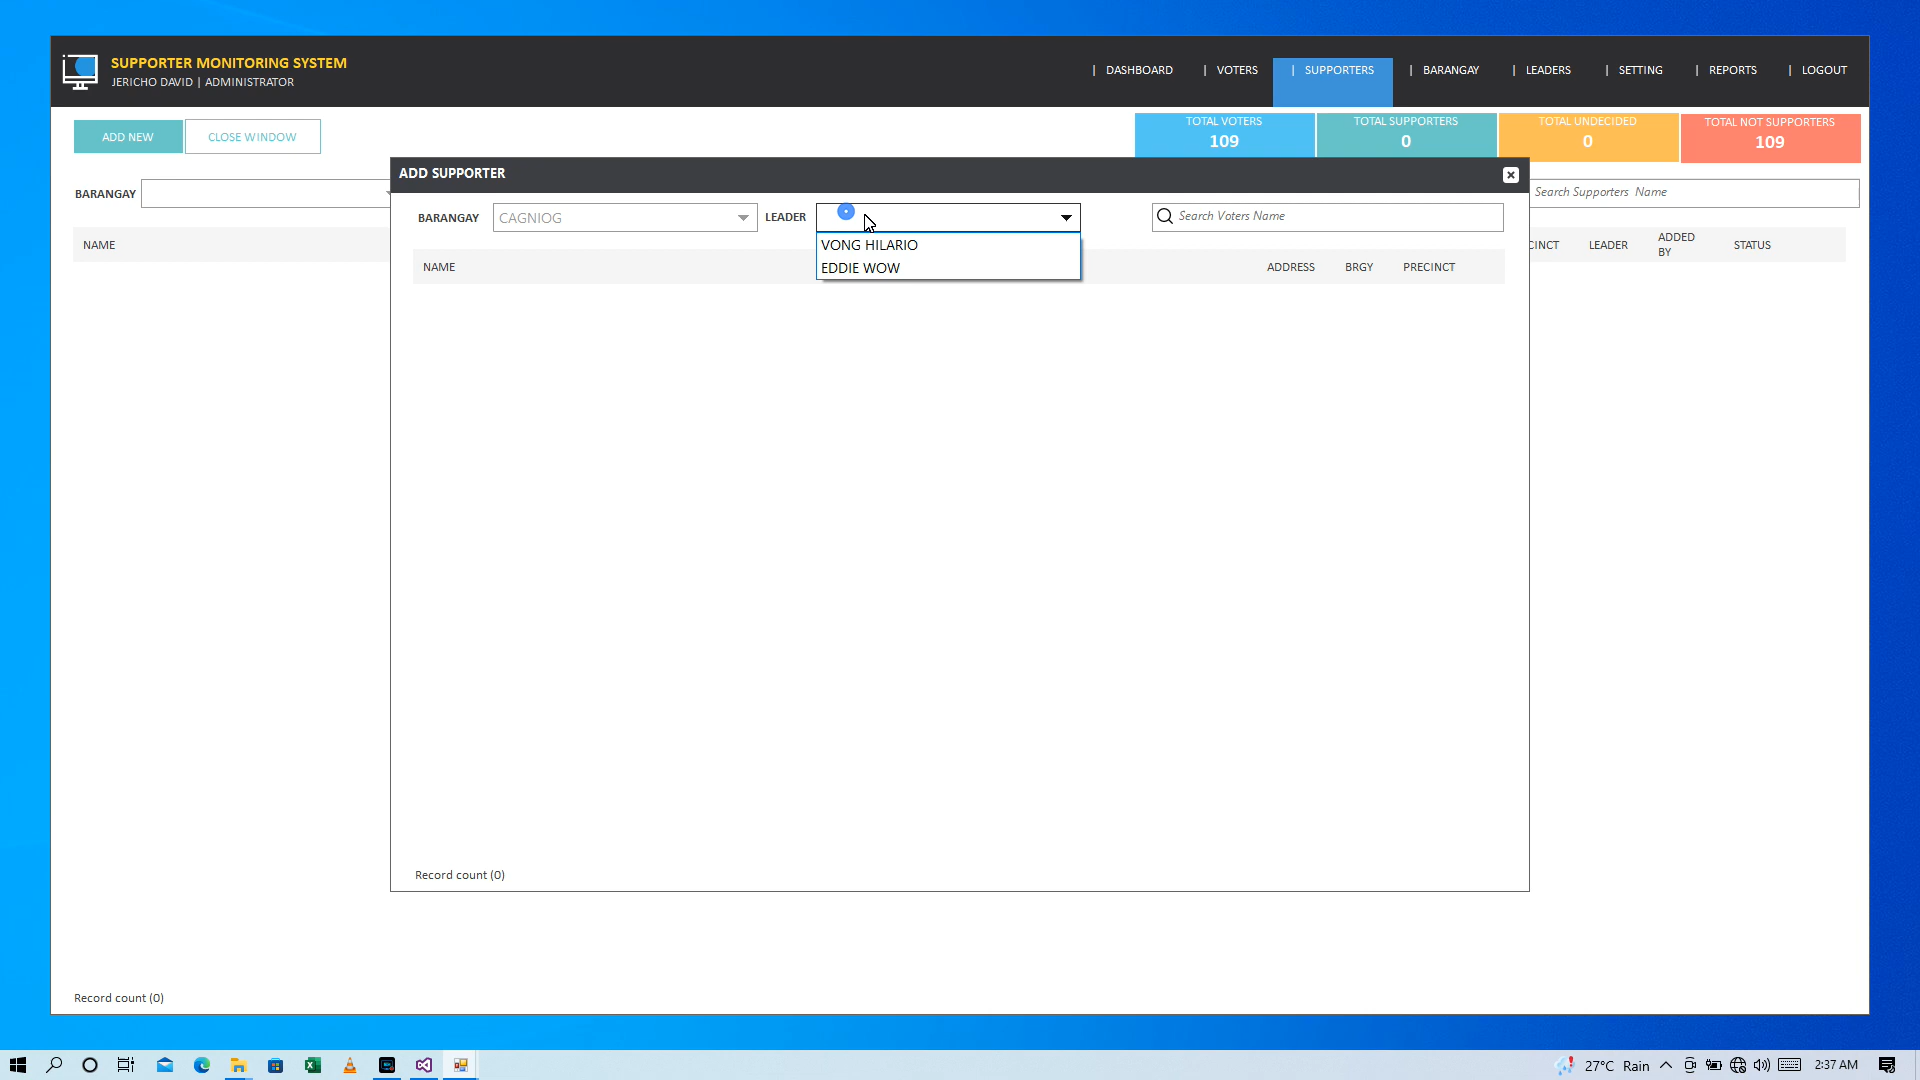 SUPPORTER MONITORING SYSTEM
JERICHO DAVID | ADMINISTRATOR
| DASHBOARD | VOTERS | SUPPORTERS | BARANGAY | LEADERS | SETTING | REPORTS | LOGOUT
ADD NEW CLOSE WINDOW
TOTAL VOTERS TOTAL SUPPORTERS TOTAL UNDECIDED TOTAL NOT SUPPORTERS
109 0 0 109
ADD SUPPORTER
BARANGAY Search Supporters Name
BARANGAY CAGNIOG LEADER Search Voters Name
VONG HILARIO
EDDIE WOW
NAME CINCT LEADER ADDED BY STATUS
NAME ADDRESS BRGY PRECINCT
Record count (0)
Record count (0)
27°C Rain 2:37 AM